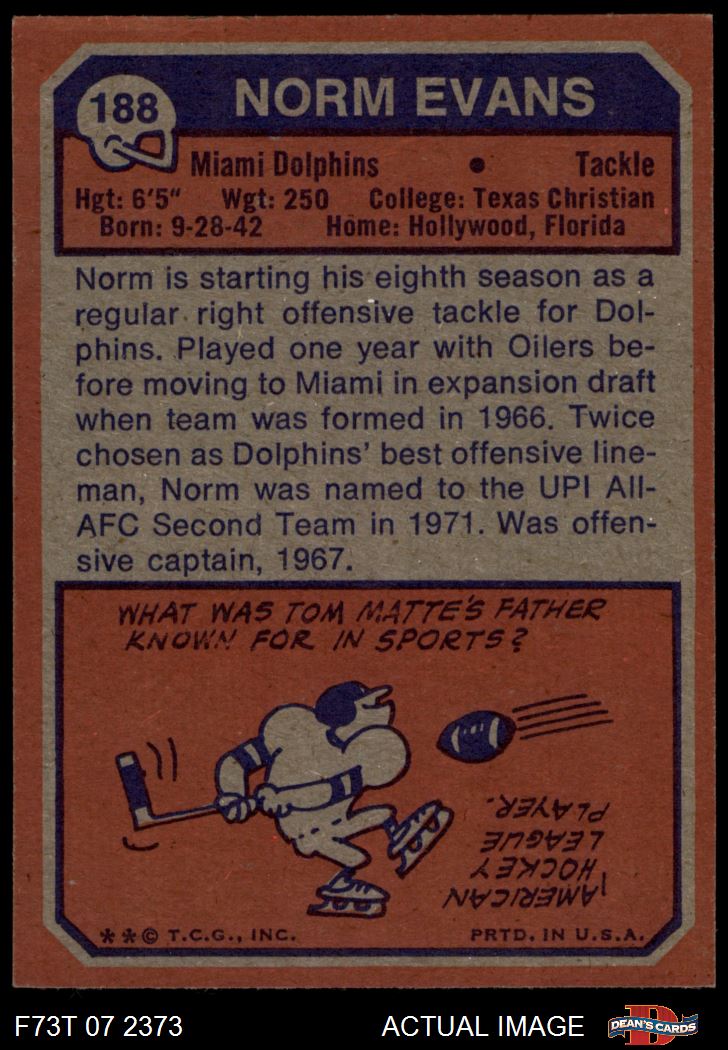 188
NORM EVANS
Miami Dolphins • Tackle
Hgt: 6'5" Wgt: 250 College: Texas Christian
Born: 9-28-42 Home: Hollywood, Florida
Norm is starting his eighth season as a
regular right offensive tackle for Dol-
phins. Played one year with Oilers be-
fore moving to Miami in expansion draft
when team was formed in 1966. Twice
chosen as Dolphins' best offensive line-
man, Norm was named to the UPI All-
AFC Second Team in 1971. Was offen-
sive captain, 1967.
WHAT WAS TOM MATTE'S FATHER
KNOWN FOR IN SPORTS?
AMERICAN
HOCKEY
LEAGUE
PLAYER.
**© T.C.G., INC. PRTD. IN U.S.A.
F73T 07 2373 ACTUAL IMAGE
D
DEAN'S CARDS